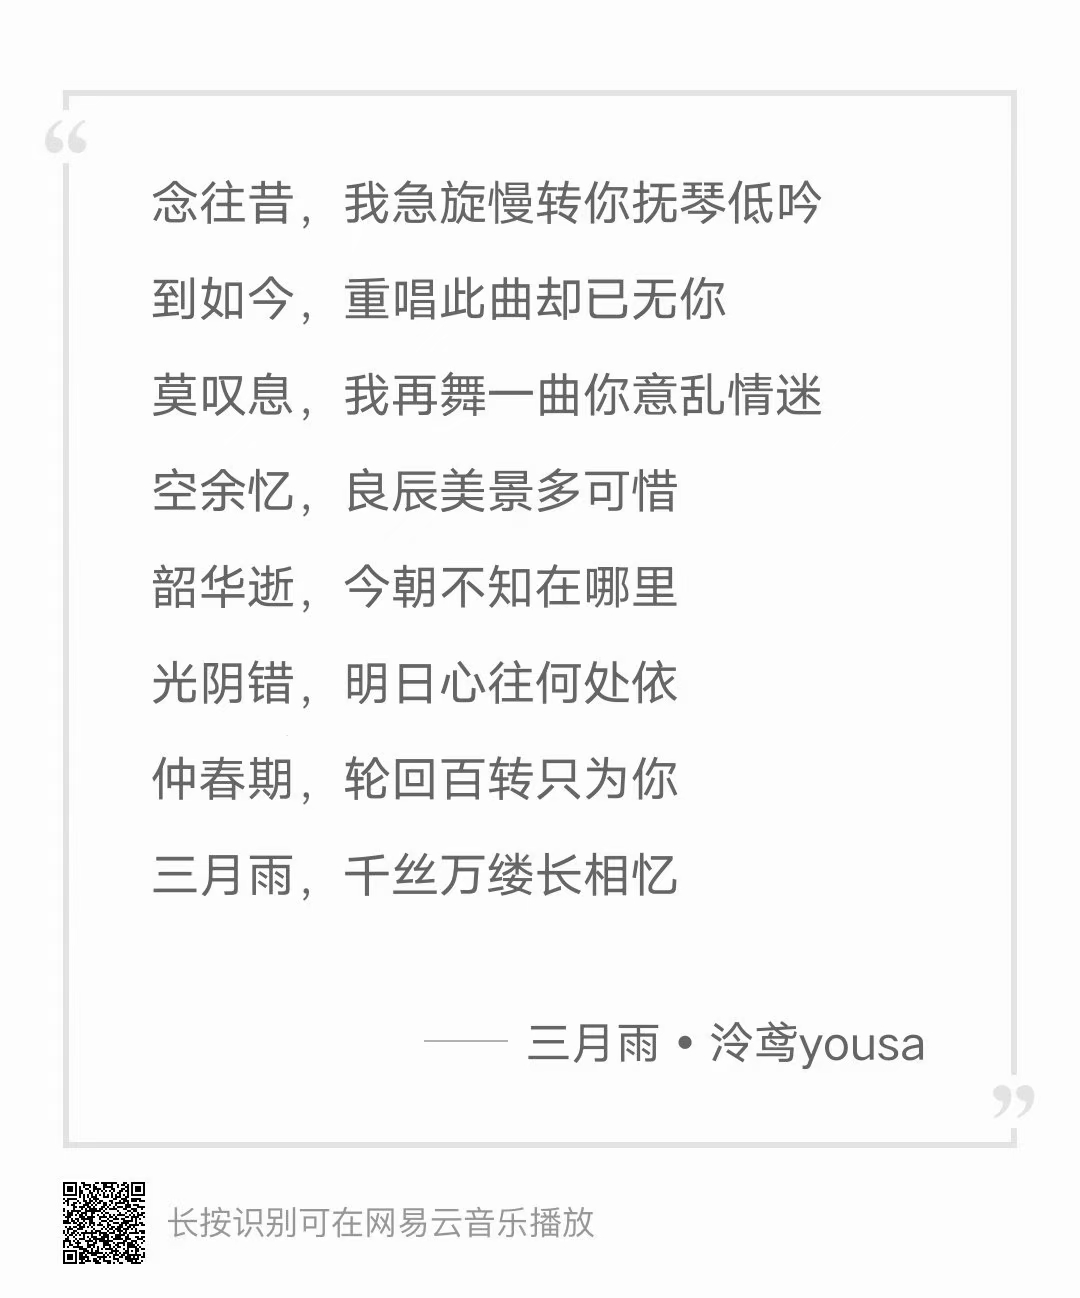 “
念往昔，我急旋慢转你抚琴低吟
到如今，重唱此曲却已无你
莫叹息，我再舞一曲你意乱情迷
空余忆，良辰美景多可惜
韶华逝，今朝不知在哪里
光阴错，明日心往何处依
仲春期，轮回百转只为你
三月雨，千丝万缕长相忆
—— 三月雨 • 泠鸢yousa
”
长按识别可在网易云音乐播放